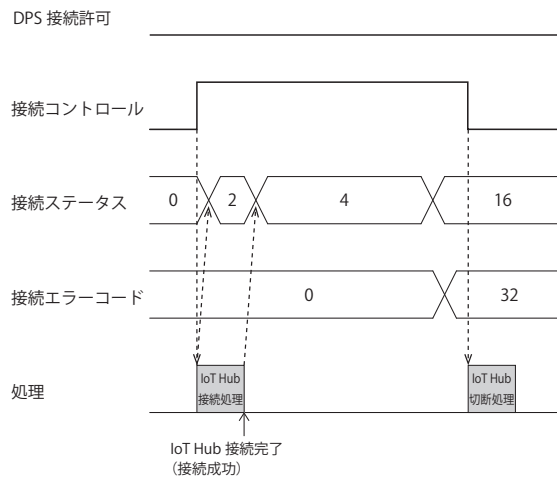 DPS 接続許可
接続コントロール
接続ステータス
0
2
4
16
接続エラーコード
0
32
処理
IoT Hub
接続処理
IoT Hub
切断処理
IoT Hub 接続完了
（接続成功）